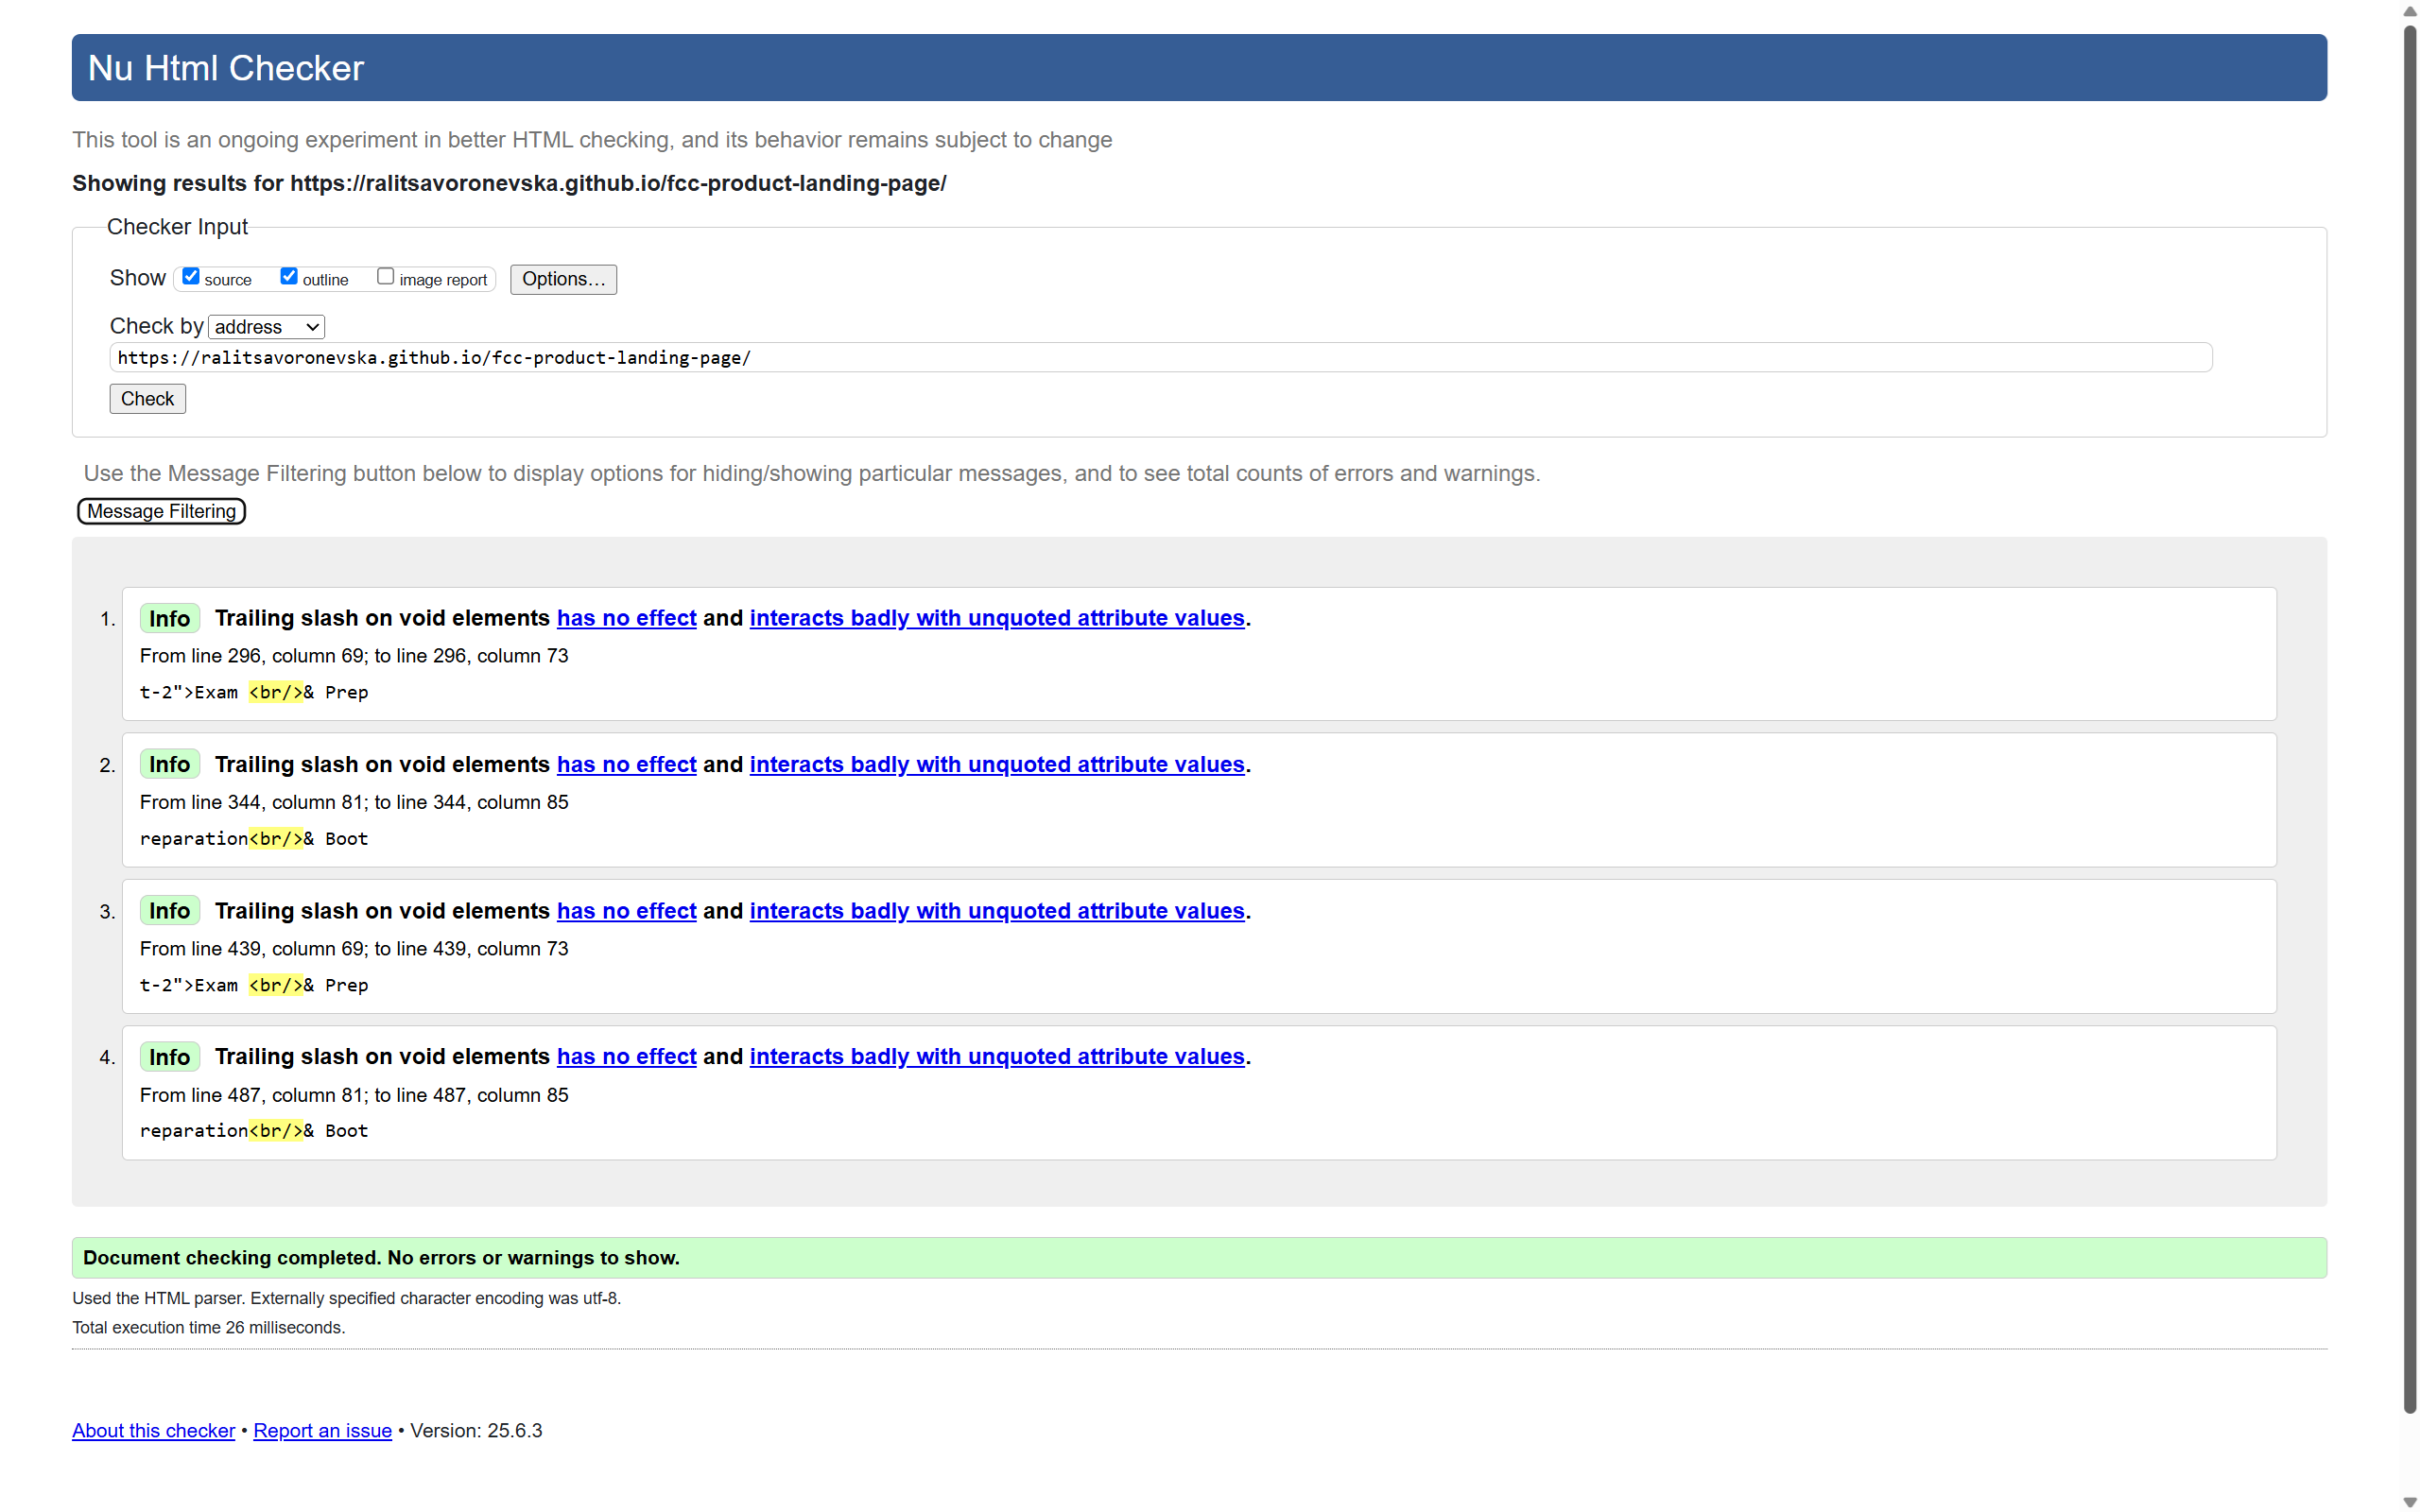 Nu Html Checker
This tool is an ongoing experiment in better HTML checking, and its behavior remains subject to change
Showing results for https://ralitsavoronevska.github.io/fcc-product-landing-page/
Checker Input
Show source outline image report Options...
Check by address
https://ralitsavoronevska.github.io/fcc-product-landing-page/
Check
Use the Message Filtering button below to display options for hiding/showing particular messages, and to see total counts of errors and warnings.
Message Filtering
1. Info Trailing slash on void elements has no effect and interacts badly with unquoted attribute values.
From line 296, column 69; to line 296, column 73
t-2">Exam <br/>& Prep
2. Info Trailing slash on void elements has no effect and interacts badly with unquoted attribute values.
From line 344, column 81; to line 344, column 85
reparation<br/>& Boot
3. Info Trailing slash on void elements has no effect and interacts badly with unquoted attribute values.
From line 439, column 69; to line 439, column 73
t-2">Exam <br/>& Prep
4. Info Trailing slash on void elements has no effect and interacts badly with unquoted attribute values.
From line 487, column 81; to line 487, column 85
reparation<br/>& Boot
Document checking completed. No errors or warnings to show.
Used the HTML parser. Externally specified character encoding was utf-8.
Total execution time 26 milliseconds.
About this checker • Report an issue • Version: 25.6.3